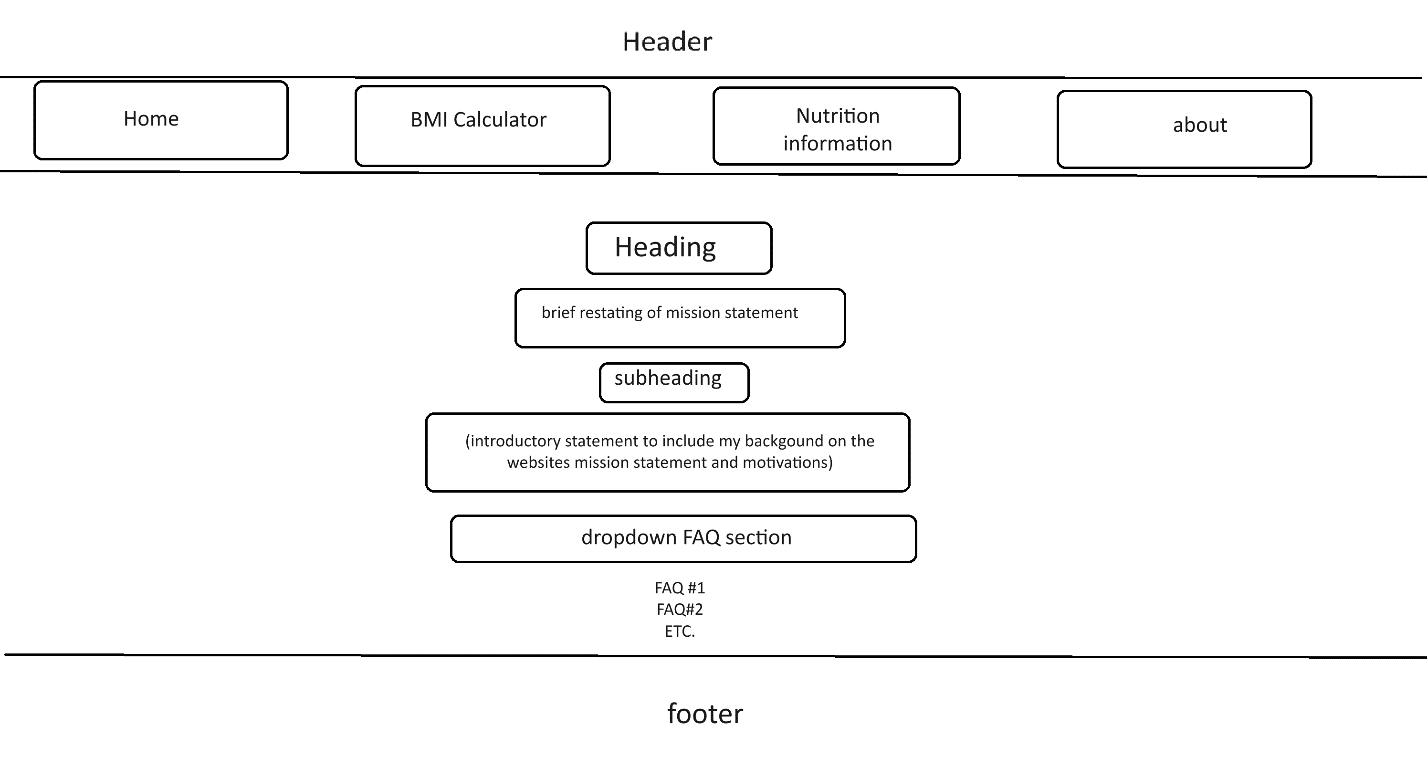 Header
Home
BMI Calculator
Nutrition
information
about
Heading
brief restating of mission statement
subheading
(introductory statement to include my backgound on the
websites mission statement and motivations)
dropdown FAQ section
FAQ #1
FAQ#2
ETC.
footer